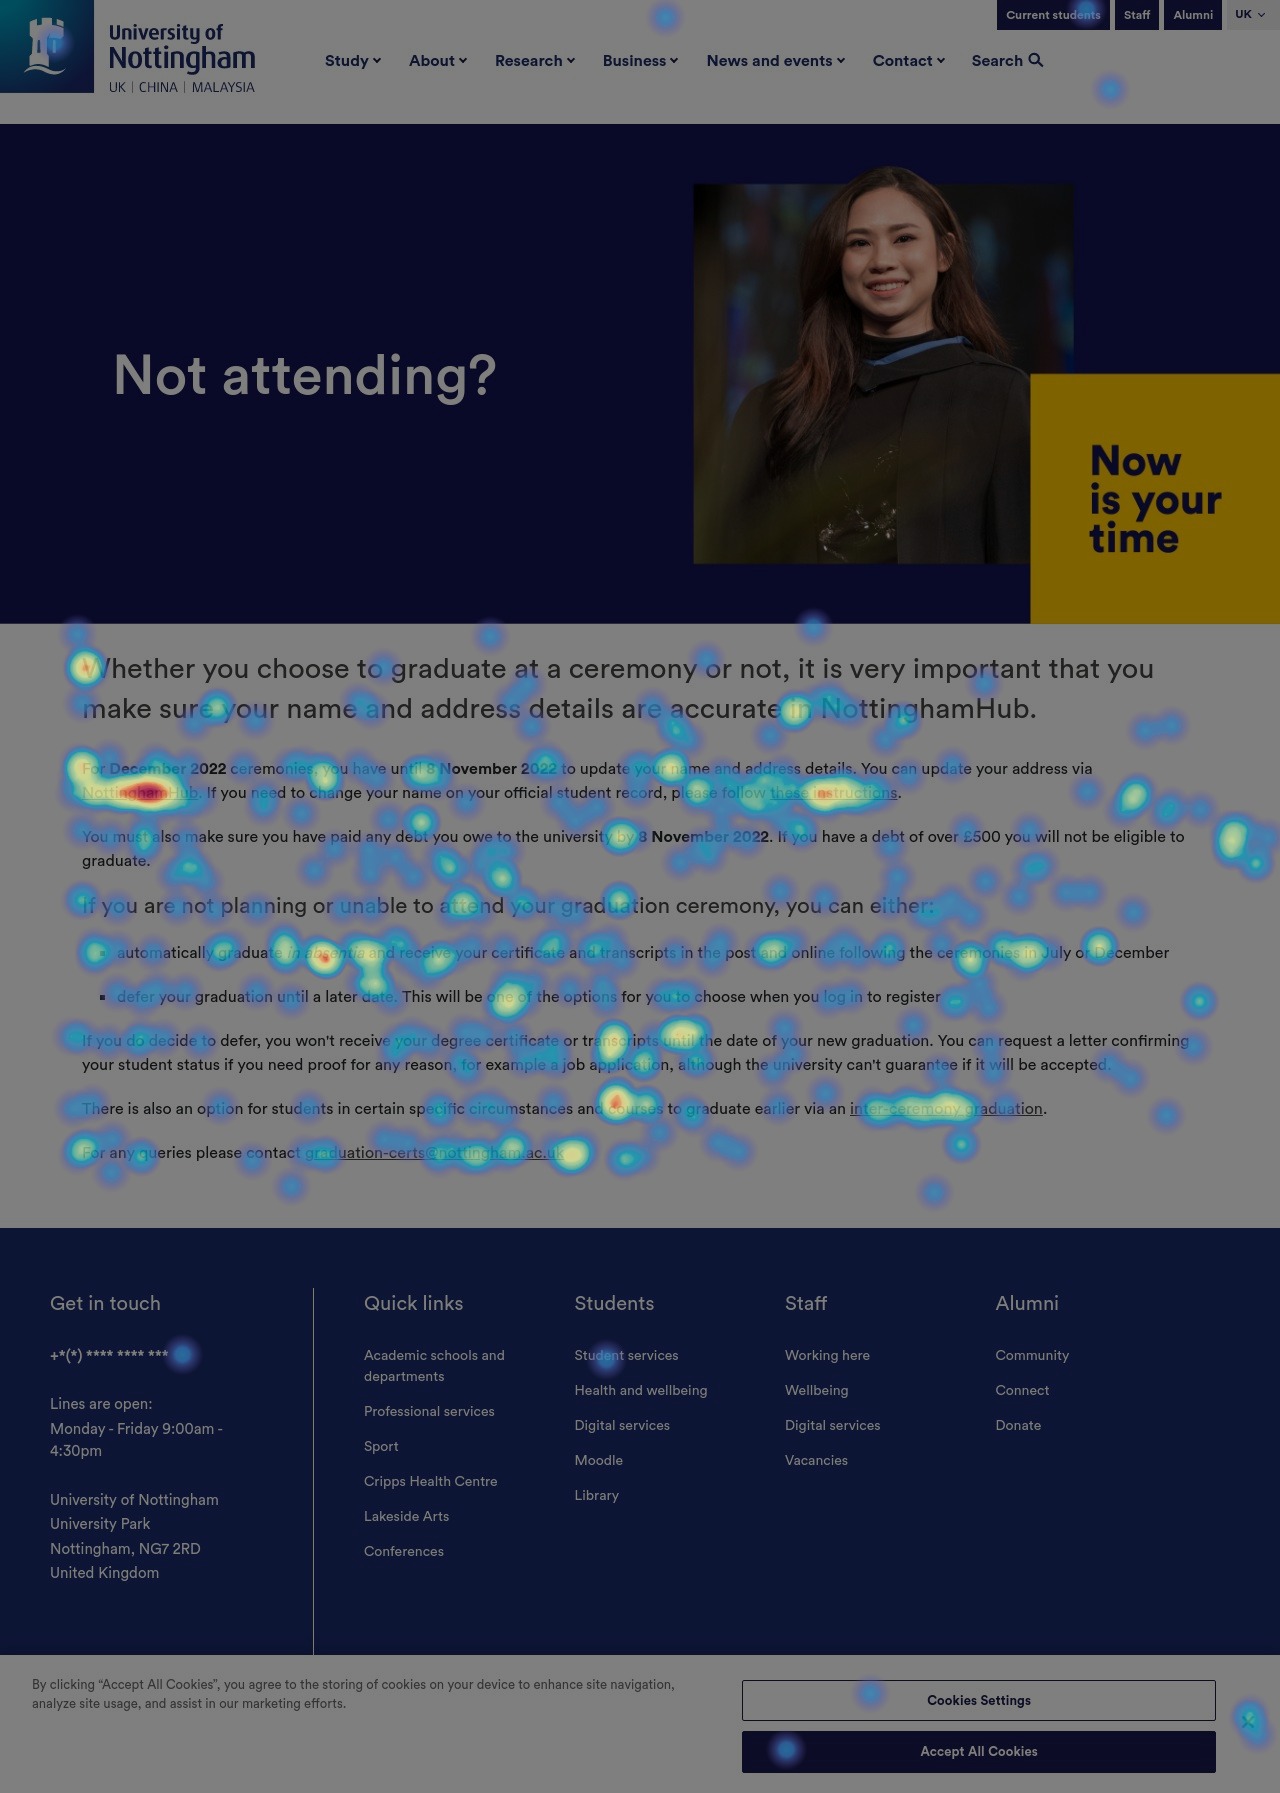 Current students
Staff
Alumni
UK
University of
Nottingham
UK | CHINA | MALAYSIA
Study
About
Research
Business
News and events
Contact
Search
Not attending?
Now
is your
time
Whether you choose to graduate at a ceremony or not, it is very important that you
make sure your name and address details are accurate in NottinghamHub.
For December 2022 ceremonies, you have until 8 November 2022 to update your name and address details. You can update your address via
NottinghamHub. If you need to change your name on your official student record, please follow these instructions.
You must also make sure you have paid any debt you owe to the university by 8 November 2022. If you have a debt of over £500 you will not be eligible to
graduate.
If you are not planning or unable to attend your graduation ceremony, you can either:
automatically graduate in absentia and receive your certificate and transcripts in the post and online following the ceremonies in July or December
defer your graduation until a later date. This will be one of the options for you to choose when you log in to register
If you do decide to defer, you won't receive your degree certificate or transcripts until the date of your new graduation. You can request a letter confirming
your student status if you need proof for any reason, for example a job application, although the university can't guarantee if it will be accepted.
There is also an option for students in certain specific circumstances and courses to graduate earlier via an inter-ceremony graduation.
For any queries please contact graduation-certs@nottingham.ac.uk
Get in touch
+*(*) **** **** ***
Lines are open:
Monday - Friday 9:00am -
4:30pm
University of Nottingham
University Park
Nottingham, NG7 2RD
United Kingdom
Quick links
Academic schools and
departments
Professional services
Sport
Cripps Health Centre
Lakeside Arts
Conferences
Students
Student services
Health and wellbeing
Digital services
Moodle
Library
Staff
Working here
Wellbeing
Digital services
Vacancies
Alumni
Community
Connect
Donate
By clicking “Accept All Cookies”, you agree to the storing of cookies on your device to enhance site navigation,
analyze site usage, and assist in our marketing efforts.
Cookies Settings
Accept All Cookies